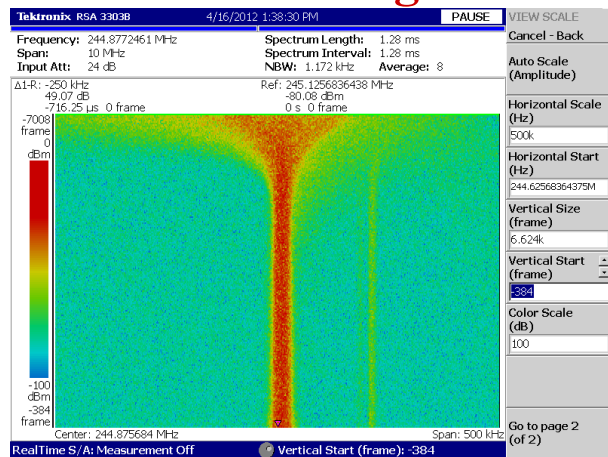 Tektronix RSA 3303B 4/16/2012 1:38:30 PM PAUSE VIEW SCALE
Frequency: 244.8772461 MHz Spectrum Length: 1.28 ms Cancel - Back
Span: 10 MHz Spectrum Interval: 1.28 ms
Input Att: 24 dB NBW: 1.172 kHz Average: 8
Auto Scale
(Amplitude)
Δ1-R: -250 kHz Ref: 245.1256836438 MHz
49.07 dB -80.08 dBm
-716.25 µs 0 frame 0 s 0 frame
Horizontal Scale
(Hz)
500k
Horizontal Start
(Hz)
244.62568364375M
Vertical Size
(frame)
6.624k
Vertical Start
(frame)
-384
Color Scale
(dB)
100
Go to page 2
(of 2)
-7008
frame
0
dBm
-100
dBm
-384
frame
Center: 244.875684 MHz Span: 500 kHz
RealTime S/A: Measurement Off Vertical Start (frame): -384